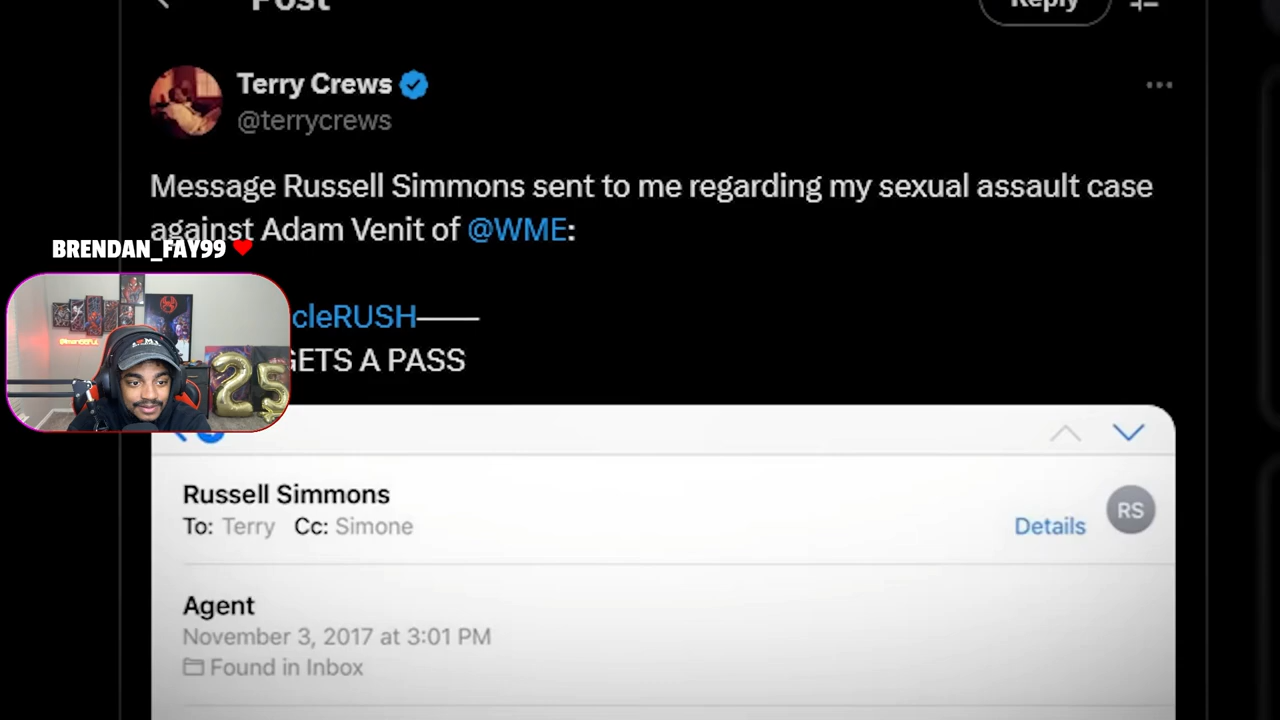 Post
Reply
Terry Crews
@terrycrews
Message Russell Simmons sent to me regarding my sexual assault case
against Adam Venit of @WME:
BRENDAN_FAY99
cleRUSH——
GETS A PASS
25
Russell Simmons
To: Terry Cc: Simone
RS
Details
Agent
November 3, 2017 at 3:01 PM
Found in Inbox